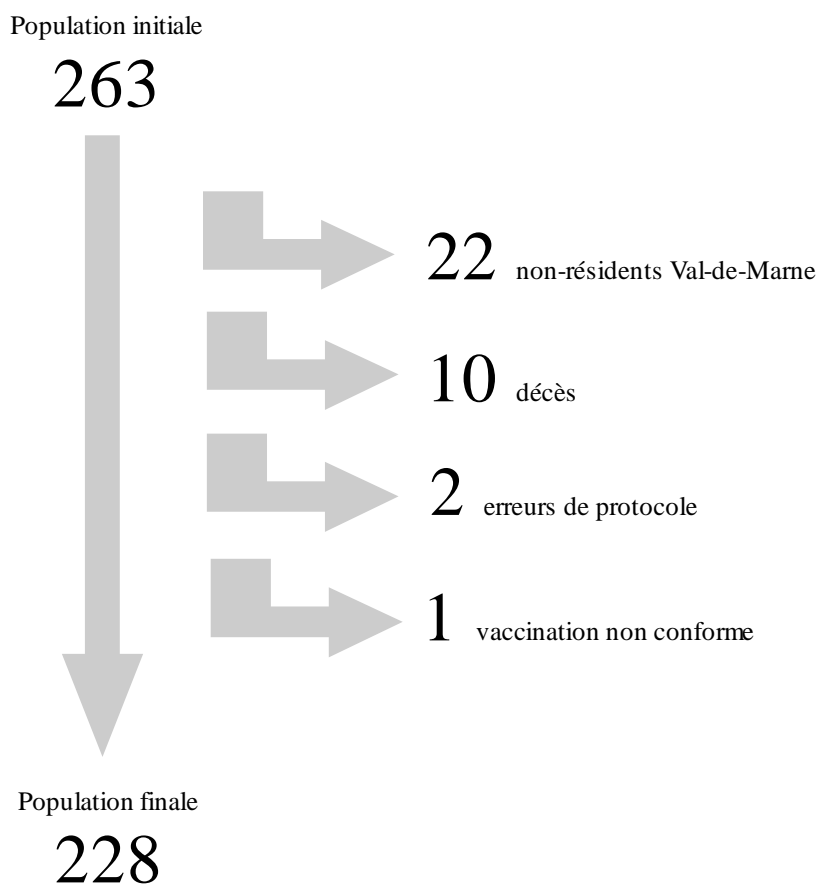 Population initiale
263
22 non-résidents Val-de-Marne
10 décès
2 erreurs de protocole
1 vaccination non conforme
Population finale
228